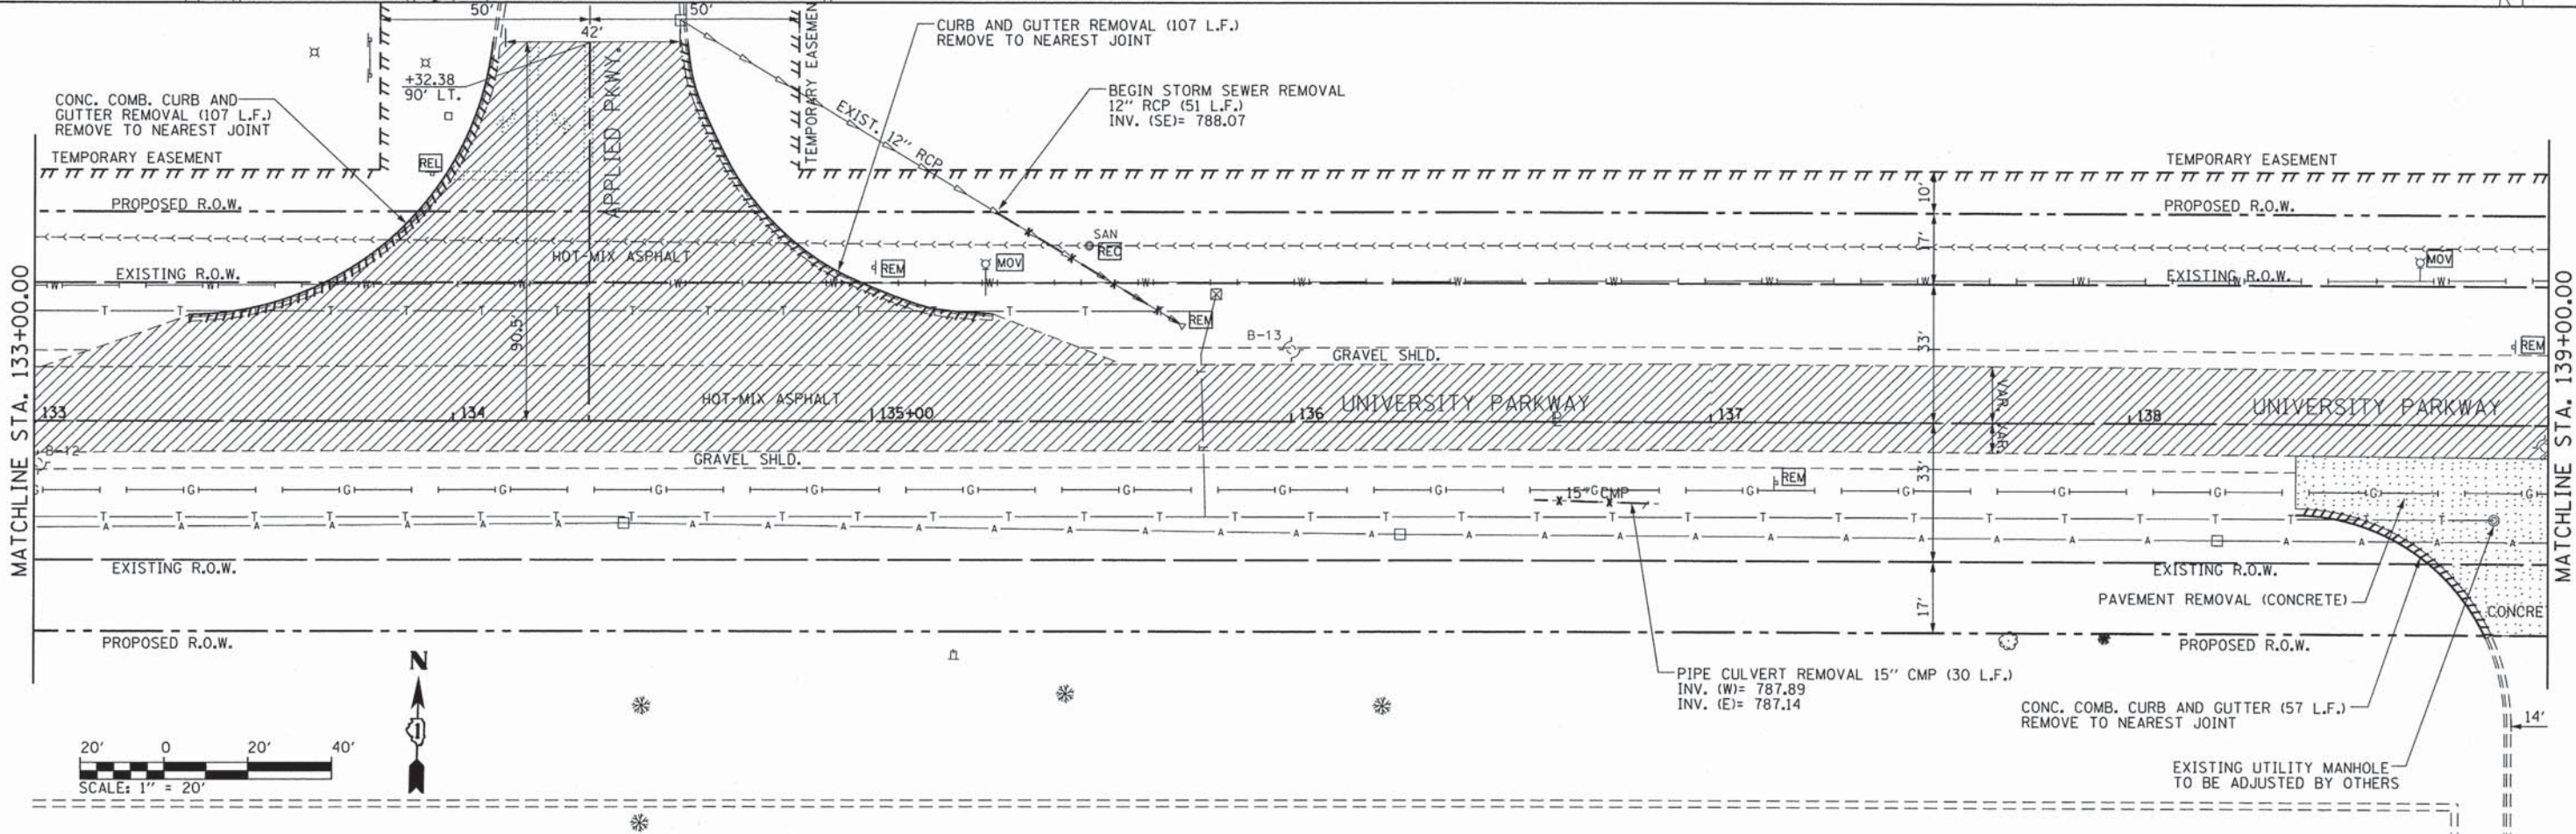 50'
50'
42'
CURB AND GUTTER REMOVAL (107 L.F.)
REMOVE TO NEAREST JOINT
+32.38
90' LT.
CONC. COMB. CURB AND
GUTTER REMOVAL (107 L.F.)
REMOVE TO NEAREST JOINT
APPLIED PKWY.
TEMPORARY EASEMENT
BEGIN STORM SEWER REMOVAL
12" RCP (51 L.F.)
INV. (SE)= 788.07
EXIST. 12" RCP
TEMPORARY EASEMENT
REL
TEMPORARY EASEMENT
PROPOSED R.O.W.
10'
PROPOSED R.O.W.
SAN
REC
17'
HOT-MIX ASPHALT
EXISTING R.O.W.
REM
MOV
MOV
EXISTING R.O.W.
W W W W W W W W W W W W W W W
T T T T T T T T T T T T T
REM
90.5'
B-13
GRAVEL SHLD.
33'
REM
MATCHLINE STA. 133+00.00
MATCHLINE STA. 139+00.00
HOT-MIX ASPHALT
UNIVERSITY PARKWAY
VAR.
UNIVERSITY PARKWAY
133
134
135+00
136
137
138
PI
VAR.
B-12
GRAVEL SHLD.
33'
REM
G G G G G G G G G G G G G G G G
15" CMP
T T T T T T T T T T T T T T T T T T T T T T T T T T T T T T T T
A A A A A A A A A A A A A A A A A A A A A A A A A A A A A A
EXISTING R.O.W.
EXISTING R.O.W.
17'
PAVEMENT REMOVAL (CONCRETE)
CONCRE
PROPOSED R.O.W.
PROPOSED R.O.W.
N
PIPE CULVERT REMOVAL 15" CMP (30 L.F.)
INV. (W)= 787.89
INV. (E)= 787.14
CONC. COMB. CURB AND GUTTER (57 L.F.)
REMOVE TO NEAREST JOINT
14'
20' 0 20' 40'
SCALE: 1" = 20'
EXISTING UTILITY MANHOLE
TO BE ADJUSTED BY OTHERS